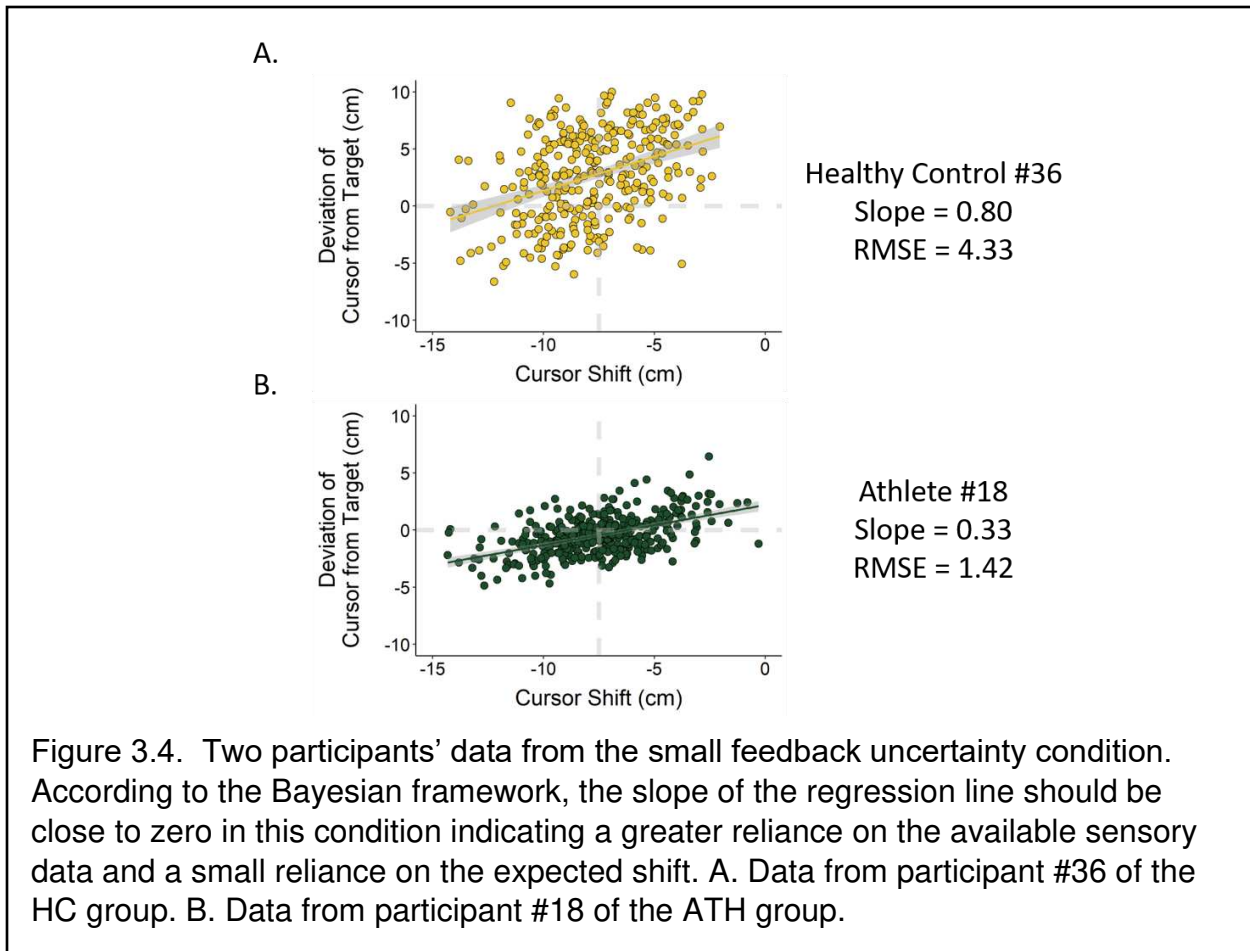 A.
10
5
0
-5
-10
Deviation of
Cursor from Target (cm)
-15
-10
-5
0
Cursor Shift (cm)
Healthy Control #36
Slope = 0.80
RMSE = 4.33
B.
10
5
0
-5
-10
Deviation of
Cursor from Target (cm)
-15
-10
-5
0
Cursor Shift (cm)
Athlete #18
Slope = 0.33
RMSE = 1.42
Figure 3.4.  Two participants’ data from the small feedback uncertainty condition.
According to the Bayesian framework, the slope of the regression line should be
close to zero in this condition indicating a greater reliance on the available sensory
data and a small reliance on the expected shift. A. Data from participant #36 of the
HC group. B. Data from participant #18 of the ATH group.